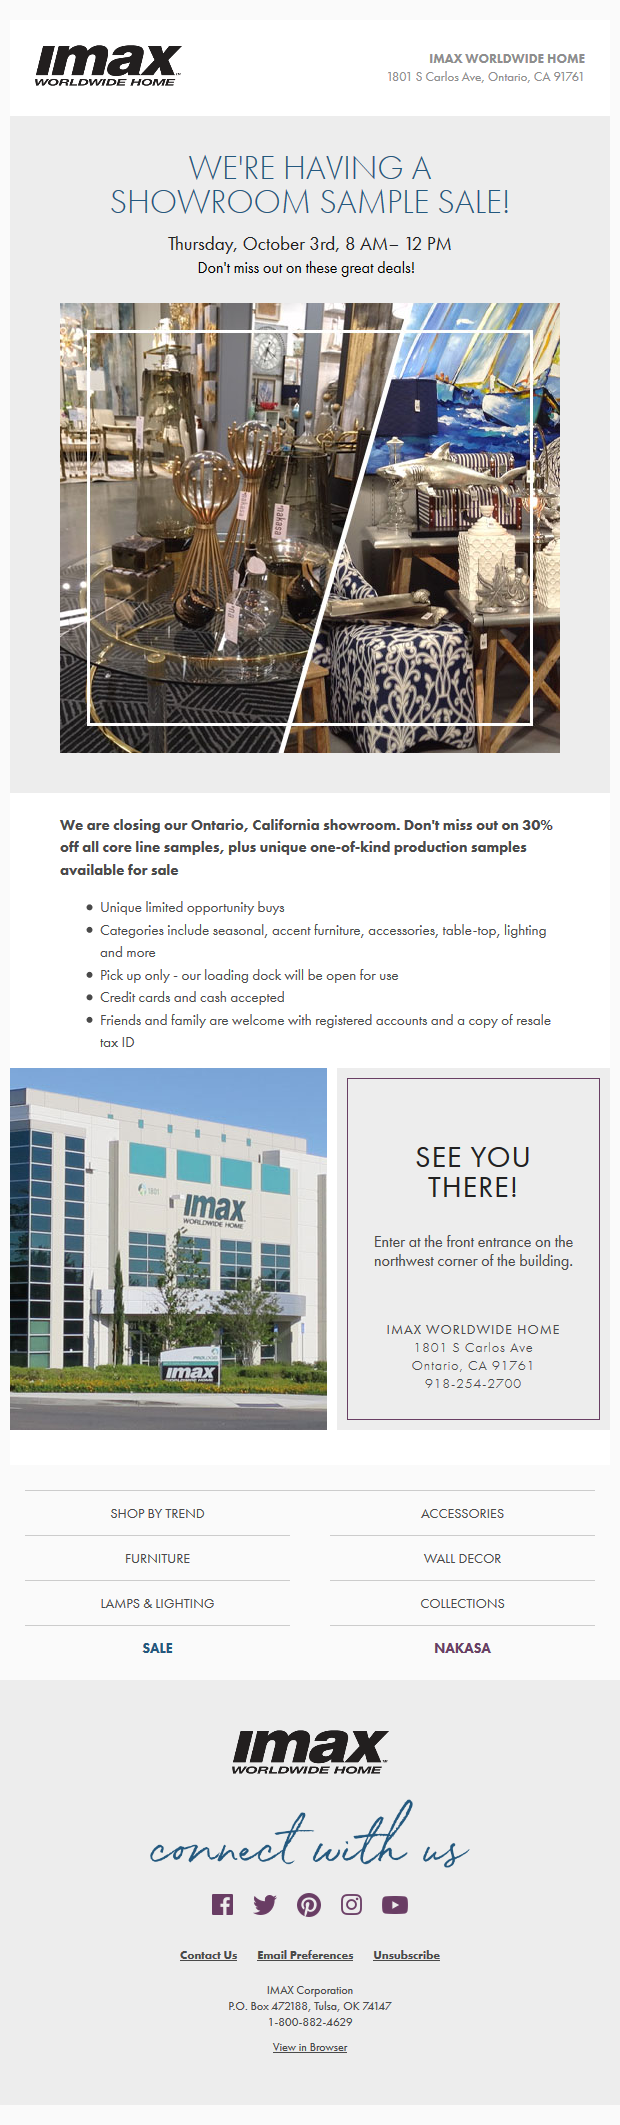 imax
WORLDWIDE HOME
IMAX WORLDWIDE HOME
1801 S Carlos Ave, Ontario, CA 91761
WE'RE HAVING A
SHOWROOM SAMPLE SALE!
Thursday, October 3rd, 8 AM– 12 PM
Don't miss out on these great deals!
nakasa
nakasa
We are closing our Ontario, California showroom. Don't miss out on 30%
off all core line samples, plus unique one-of-kind production samples
available for sale
Unique limited opportunity buys
Categories include seasonal, accent furniture, accessories, table-top, lighting
and more
Pick up only - our loading dock will be open for use
Credit cards and cash accepted
Friends and family are welcome with registered accounts and a copy of resale
tax ID
1801
imax
WORLDWIDE HOME
PROLOGIS
imax
SEE YOU
THERE!
Enter at the front entrance on the
northwest corner of the building.
IMAX WORLDWIDE HOME
1801 S Carlos Ave
Ontario, CA 91761
918-254-2700
SHOP BY TREND
ACCESSORIES
FURNITURE
WALL DECOR
LAMPS & LIGHTING
COLLECTIONS
SALE
NAKASA
imax
WORLDWIDE HOME
connect with us
Contact Us Email Preferences Unsubscribe
IMAX Corporation
P.O. Box 472188, Tulsa, OK 74147
1-800-882-4629
View in Browser